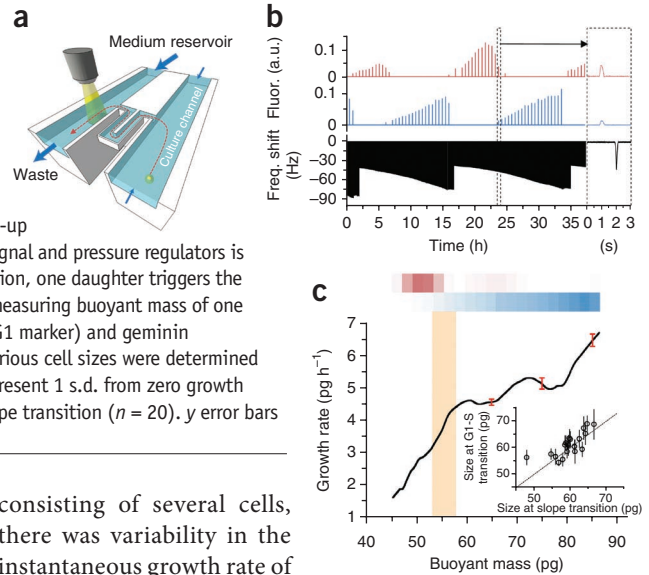 a
Medium reservoir
Culture channel
Waste
-up
gnal and pressure regulators is
tion, one daughter triggers the
measuring buoyant mass of one
G1 marker) and geminin
rious cell sizes were determined
present 1 s.d. from zero growth
pe transition (n = 20). y error bars
consisting of several cells,
there was variability in the
instantaneous growth rate of
b
Fluor. (a.u.)
0.1
0
0.1
0
Freq. shift
(Hz)
0
–30
–60
–90
0 5 10 15 20 25 30 35 0 1 2 3
Time (h) (s)
c
Growth rate (pg h–1)
7
6
5
4
3
2
1
40 50 60 70 80 90
Buoyant mass (pg)
Size at G1-S
transition (pg)
70
60
50
50 60 70
Size at slope transition (pg)